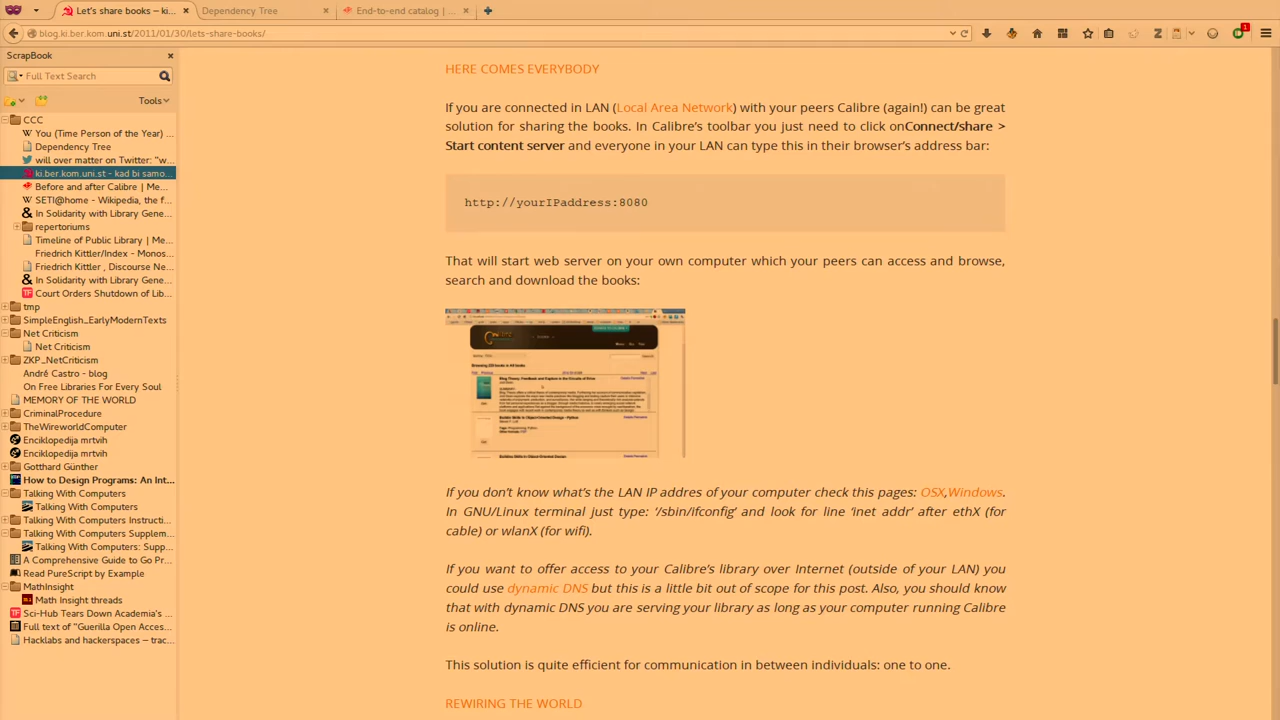 Let's share books – ki...
Dependency Tree
End-to-end catalog | ...
blog.ki.ber.kom.uni.st/2011/01/30/lets-share-books/
1
ScrapBook
Full Text Search
Tools
CCC
You (Time Person of the Year) ...
Dependency Tree
will over matter on Twitter: "w...
ki.ber.kom.uni.st - kad bi samo...
Before and after Calibre | Me...
SETI@home - Wikipedia, the f...
In Solidarity with Library Gene...
repertoriums
Timeline of Public Library | Me...
Friedrich Kittler/Index - Monos...
Friedrich Kittler , Discourse Ne...
In Solidarity with Library Gene...
Court Orders Shutdown of Lib...
tmp
SimpleEnglish_EarlyModernTexts
Net Criticism
Net Criticism
ZKP_NetCriticism
André Castro - blog
On Free Libraries For Every Soul
MEMORY OF THE WORLD
CriminalProcedure
TheWireworldComputer
Enciklopedija mrtvih
Enciklopedija mrtvih
Gotthard Günther
How to Design Programs: An Int...
Talking With Computers
Talking With Computers
Talking With Computers Instructi...
Talking With Computers Supplem...
Talking With Computers: Supp...
A Comprehensive Guide to Go Pr...
Read PureScript by Example
MathInsight
Math Insight threads
Sci-Hub Tears Down Academia's ...
Full text of "Guerilla Open Acces...
Hacklabs and hackerspaces – trac...
HERE COMES EVERYBODY
If you are connected in LAN (Local Area Network) with your peers Calibre (again!) can be great
solution for sharing the books. In Calibre's toolbar you just need to click onConnect/share >
Start content server and everyone in your LAN can type this in their browser's address bar:
http://yourIPaddress:8080
That will start web server on your own computer which your peers can access and browse,
search and download the books:
If you don't know what's the LAN IP addres of your computer check this pages: OSX,Windows.
In GNU/Linux terminal just type: '/sbin/ifconfig' and look for line 'inet addr' after ethX (for
cable) or wlanX (for wifi).
If you want to offer access to your Calibre's library over Internet (outside of your LAN) you
could use dynamic DNS but this is a little bit out of scope for this post. Also, you should know
that with dynamic DNS you are serving your library as long as your computer running Calibre
is online.
This solution is quite efficient for communication in between individuals: one to one.
REWIRING THE WORLD